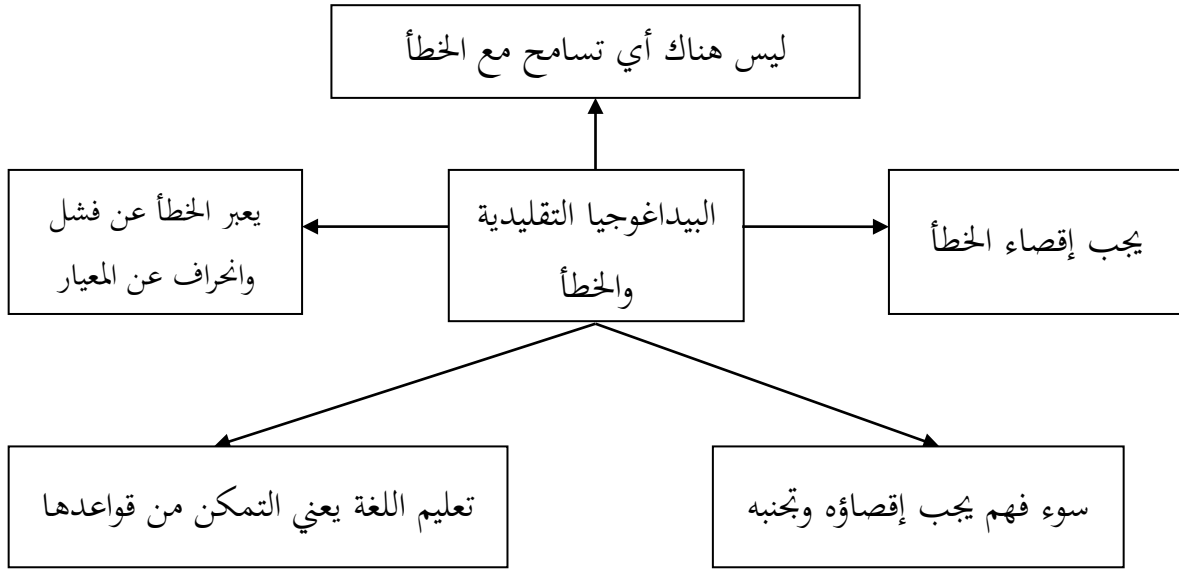 ليس هناك أي تسامح مع الخطأ
يجب إقصاء الخطأ
البيداغوجيا التقليدية
والخطأ
يعبر الخطأ عن فشل
وانحراف عن المعيار
سوء فهم يجب إقصاؤه وتجنبه
تعليم اللغة يعني التمكن من قواعدها